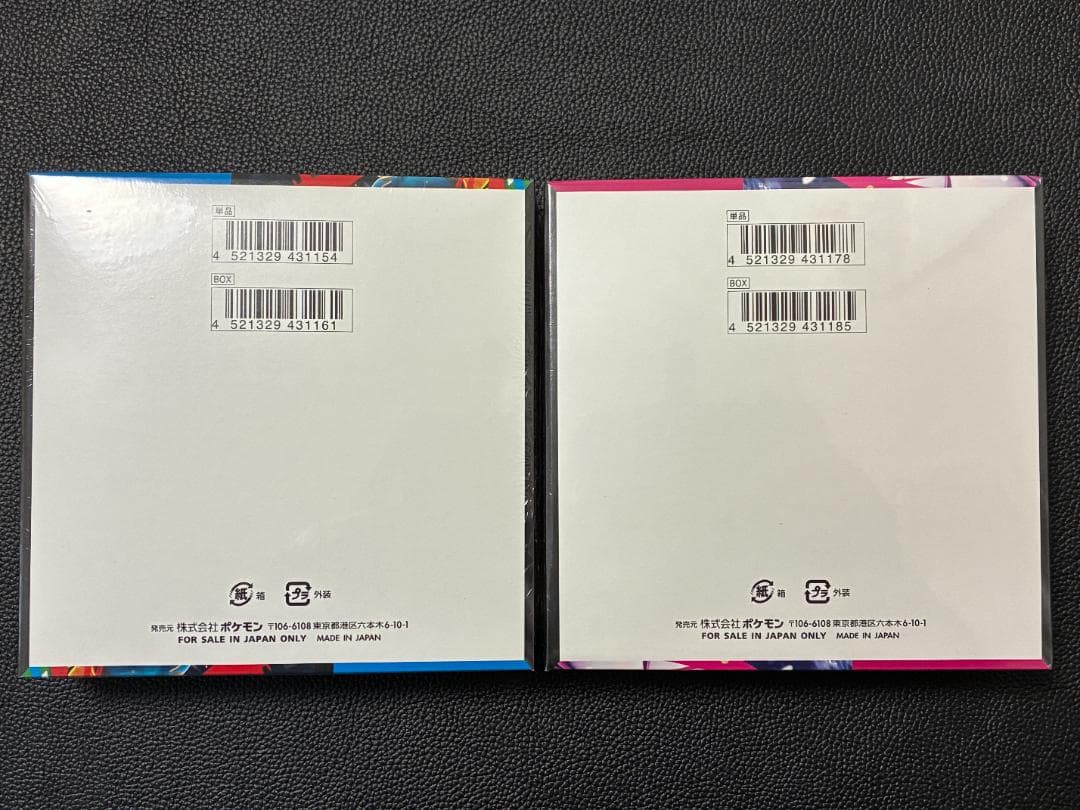 単品
4 521329 431154
BOX
4 521329 431161
紙 箱 プラ 外装
発売元 株式会社ポケモン 〒106-6108 東京都港区六本木6-10-1
FOR SALE IN JAPAN ONLY MADE IN JAPAN
単品
4 521329 431178
BOX
4 521329 431185
紙 箱 プラ 外装
発売元 株式会社ポケモン 〒106-6108 東京都港区六本木6-10-1
FOR SALE IN JAPAN ONLY MADE IN JAPAN